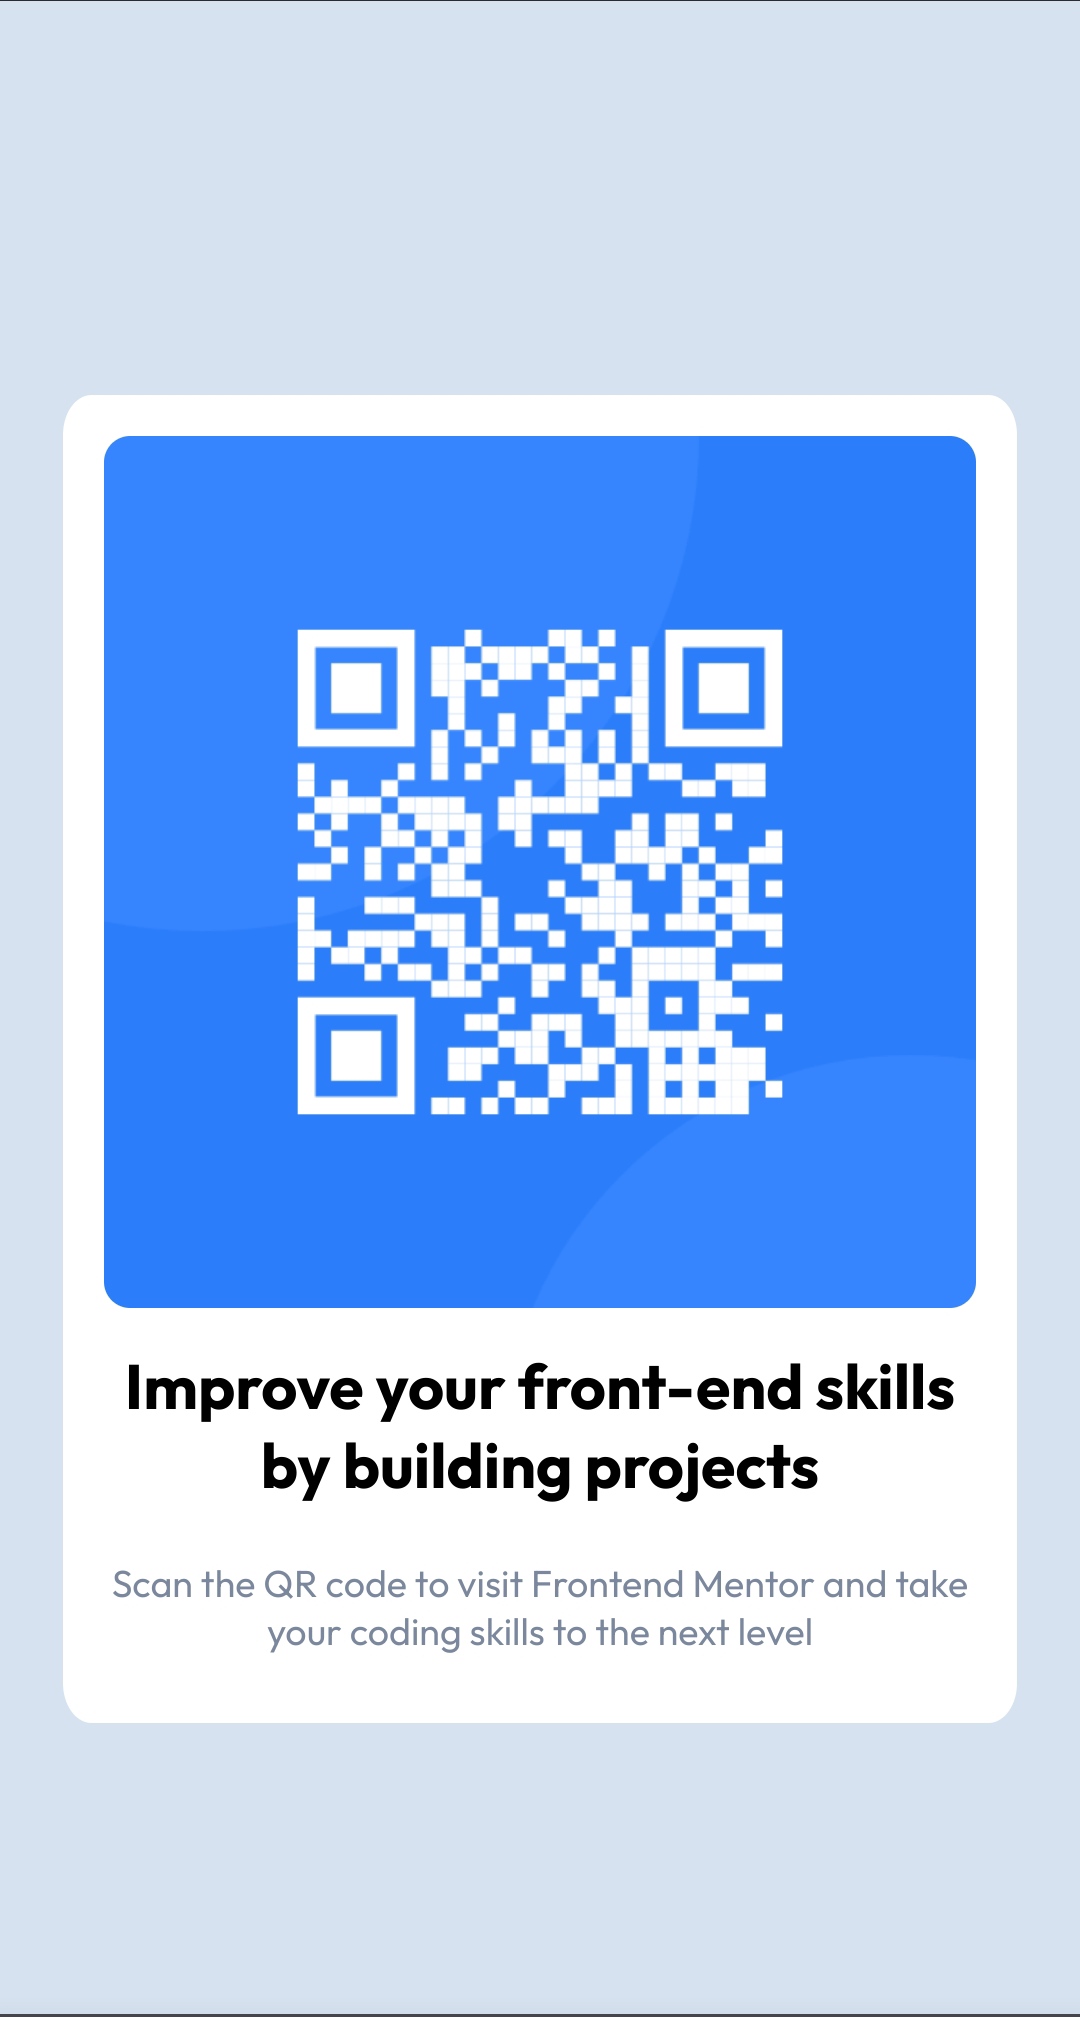 Improve your front-end skills
by building projects
Scan the QR code to visit Frontend Mentor and take
your coding skills to the next level